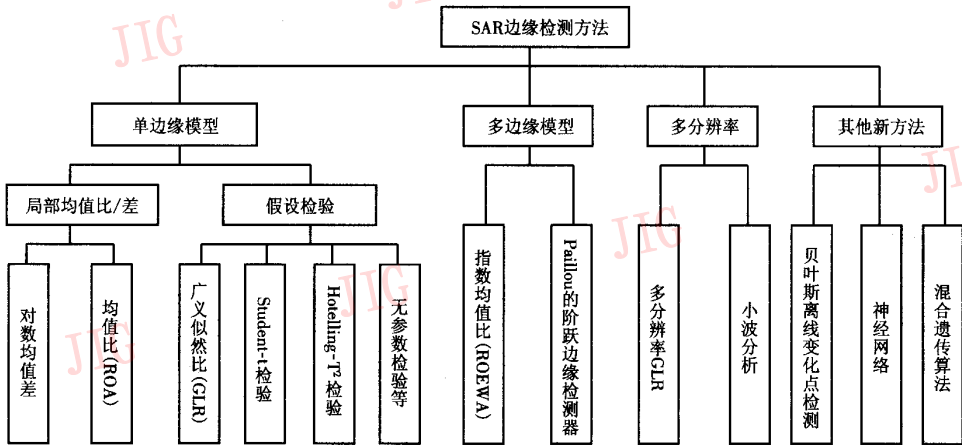 SAR边缘检测方法
单边缘模型
多边缘模型
多分辨率
其他新方法
局部均值比/差
假设检验
对数均值差
均值比(ROA)
广义似然比(GLR)
Student-t检验
Hotelling-T²检验
无参数检验等
指数均值比(ROEWA)
Paillou的阶跃边缘检测器
多分辨率GLR
小波分析
贝叶斯离线变化点检测
神经网络
混合遗传算法
JIG
JIG
JIG
JIG
JI